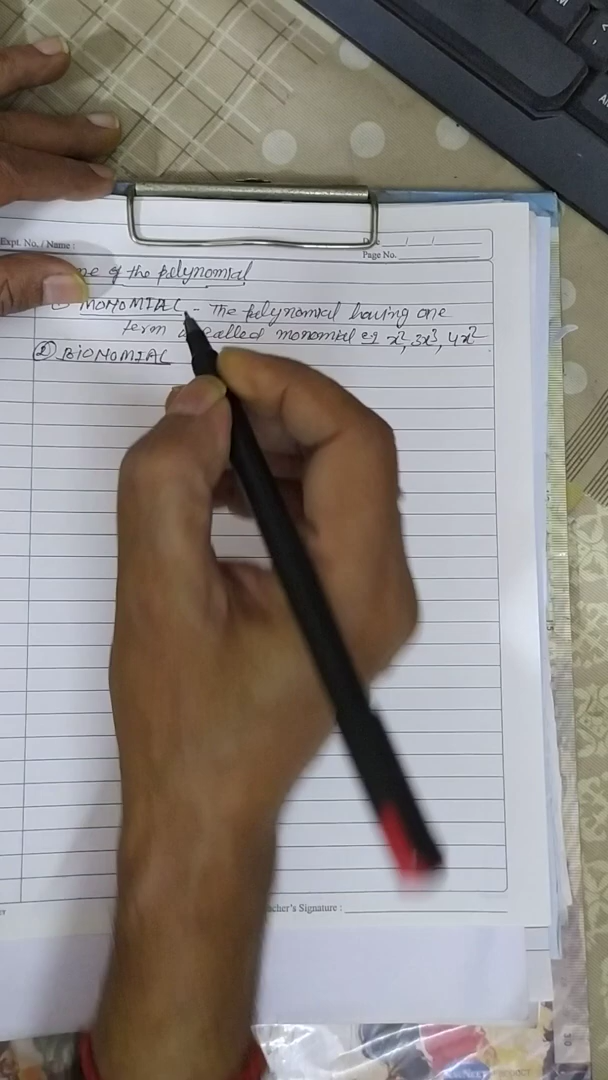 Expt. No. / Name :
Page No.
of the polynomial
MONOMIAL - The polynomial having one
term called monomial eg x², 3x³, 4x²
② BIONOMIAL
acher's Signature :